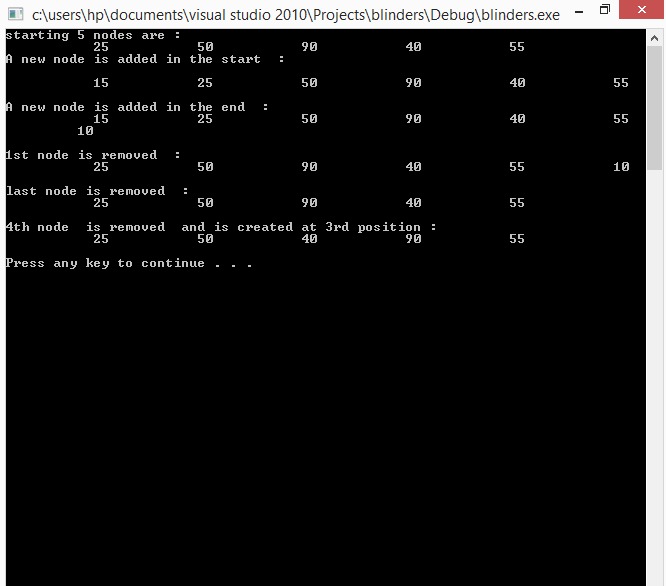 c:\users\hp\documents\visual studio 2010\Projects\blinders\Debug\blinders.exe
starting 5 nodes are :
25 50 90 40 55
A new node is added in the start  :
15 25 50 90 40 55
A new node is added in the end  :
15 25 50 90 40 55
10
1st node is removed  :
25 50 90 40 55 10
last node is removed  :
25 50 90 40 55
4th node  is removed  and is created at 3rd position :
25 50 40 90 55
Press any key to continue . . .